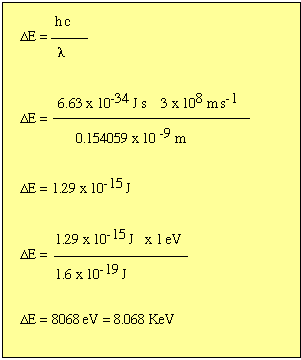 h c
ΔE =
λ
6.63 x 10-34 J s 3 x 108 m s-1
ΔE =
0.154059 x 10 -9 m
ΔE = 1.29 x 10-15 J
1.29 x 10-15 J x 1 eV
ΔE =
1.6 x 10-19 J
ΔE = 8068 eV = 8.068 KeV